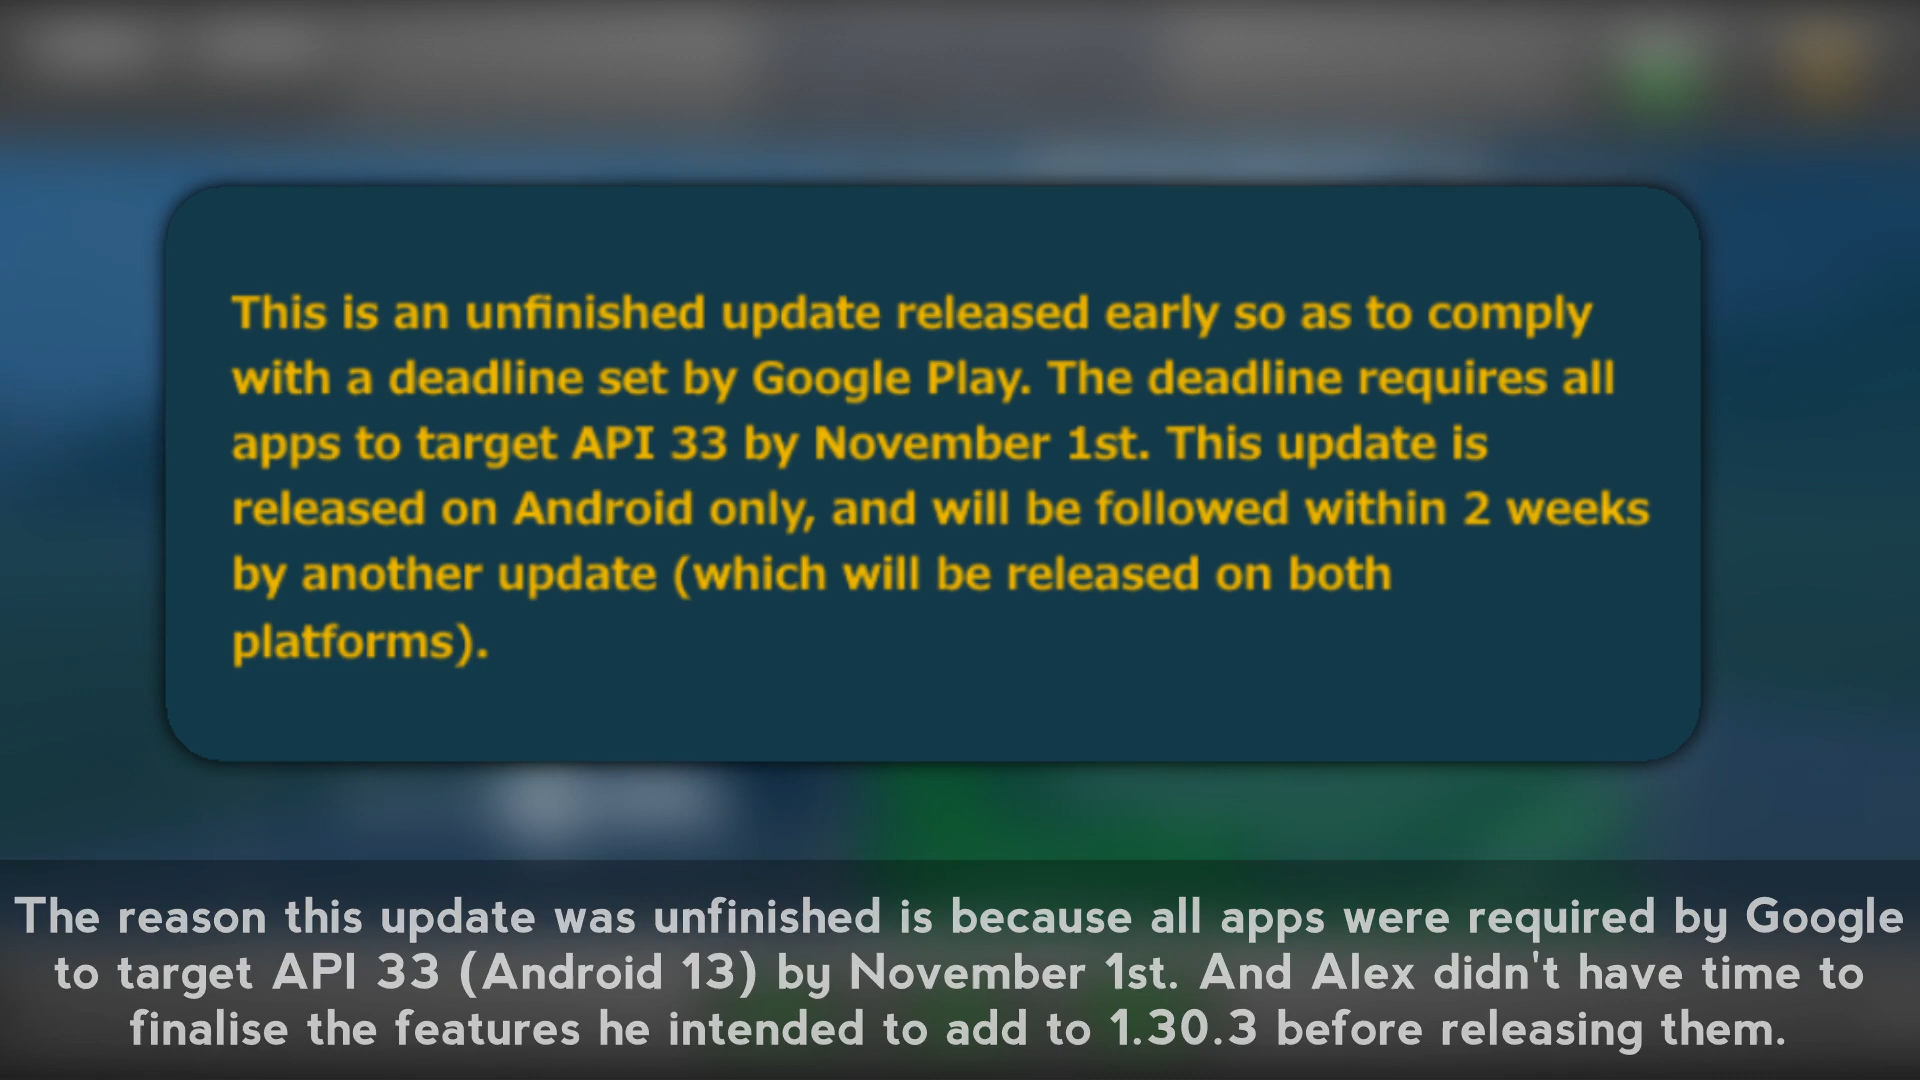 This is an unfinished update released early so as to comply
with a deadline set by Google Play. The deadline requires all
apps to target API 33 by November 1st. This update is
released on Android only, and will be followed within 2 weeks
by another update (which will be released on both
platforms).
The reason this update was unfinished is because all apps were required by Google
to target API 33 (Android 13) by November 1st. And Alex didn't have time to
finalise the features he intended to add to 1.30.3 before releasing them.